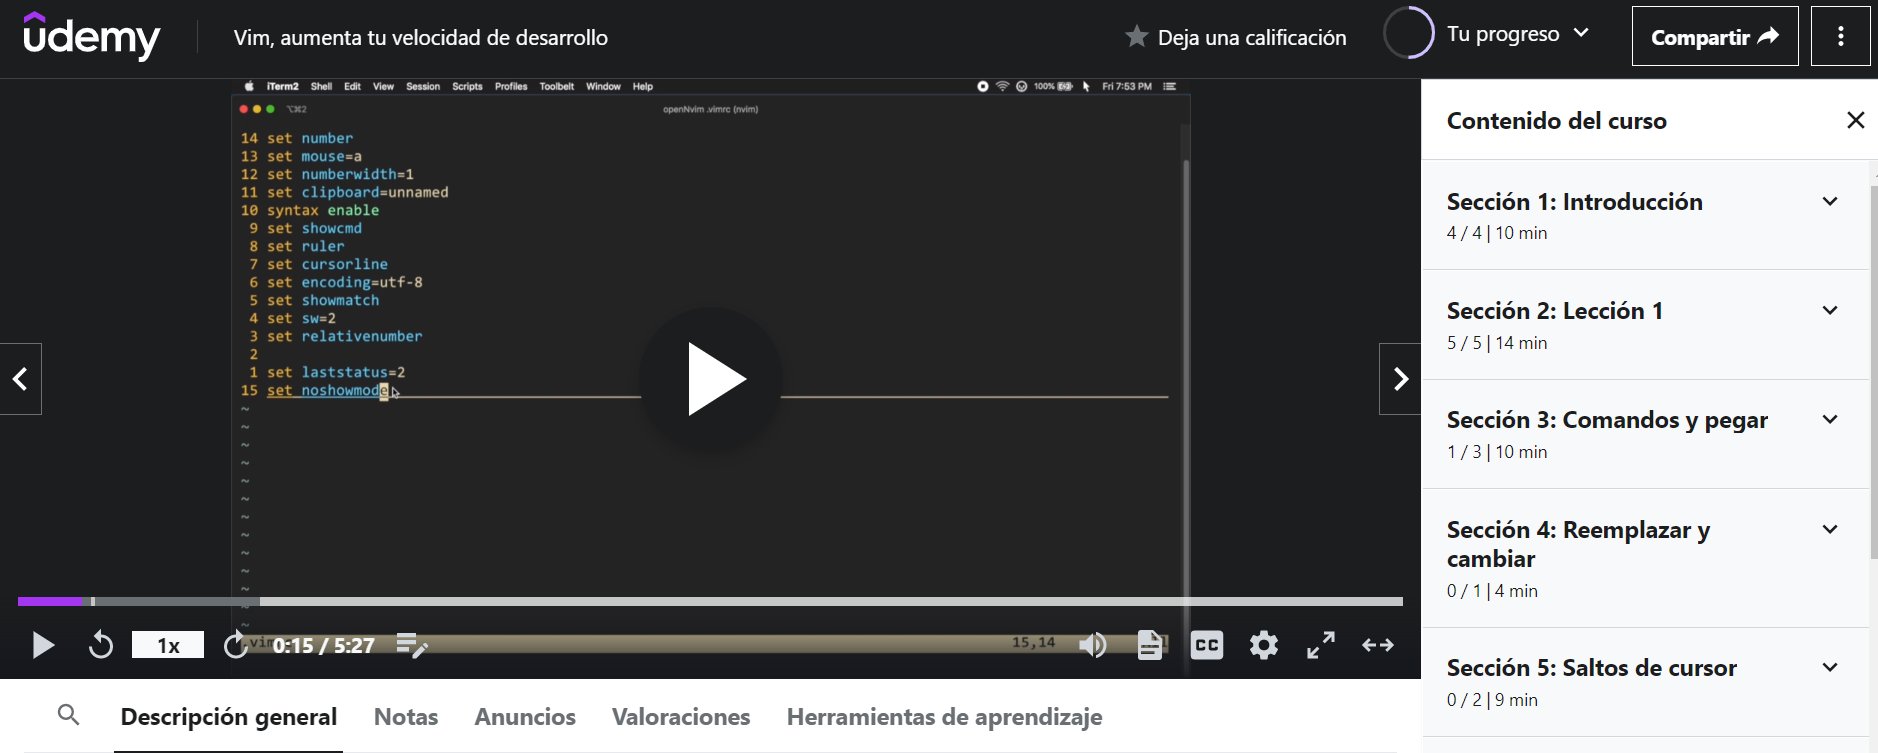 udemy
Vim, aumenta tu velocidad de desarrollo
Deja una calificación
Tu progreso
Compartir
iTerm2 Shell Edit View Session Scripts Profiles Toolbelt Window Help
100%
Fri 7:53 PM
⌥⌘2
openNvim .vimrc (nvim)
14 set number
13 set mouse=a
12 set numberwidth=1
11 set clipboard=unnamed
10 syntax enable
9 set showcmd
8 set ruler
7 set cursorline
6 set encoding=utf-8
5 set showmatch
4 set sw=2
3 set relativenumber
2
1 set laststatus=2
15 set noshowmode
~
~
~
~
~
~
~
~
~
~
~
~
~
15,14
1x
0:15 / 5:27
CC
Descripción general
Notas
Anuncios
Valoraciones
Herramientas de aprendizaje
Contenido del curso
Sección 1: Introducción
4 / 4 | 10 min
Sección 2: Lección 1
5 / 5 | 14 min
Sección 3: Comandos y pegar
1 / 3 | 10 min
Sección 4: Reemplazar y
cambiar
0 / 1 | 4 min
Sección 5: Saltos de cursor
0 / 2 | 9 min